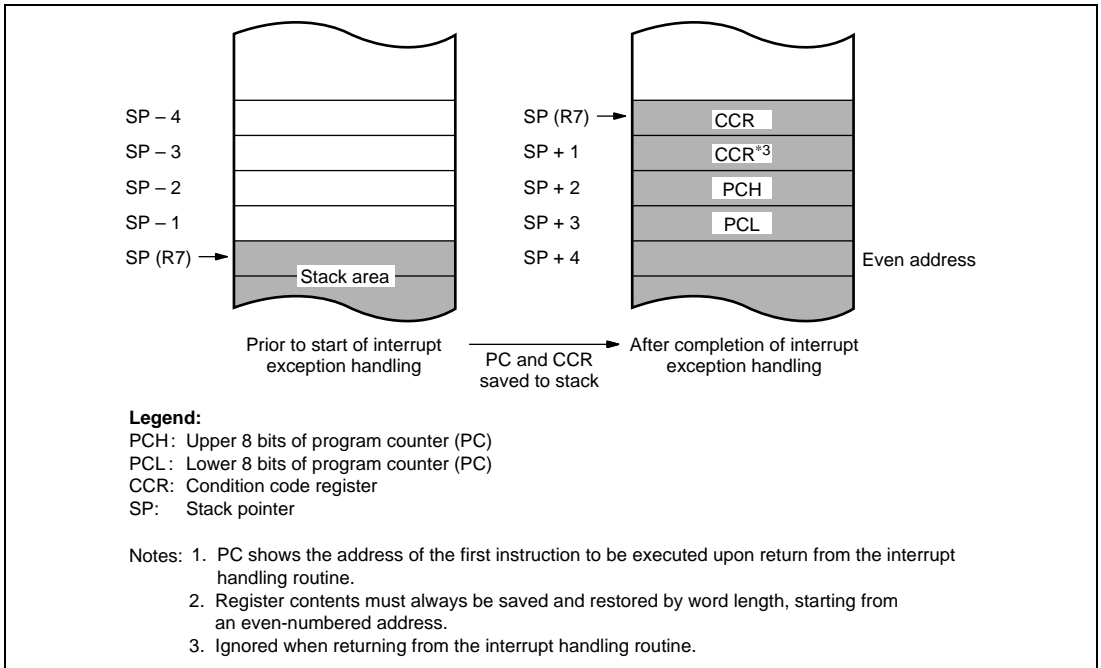 SP – 4
SP – 3
SP – 2
SP – 1
SP (R7)
Stack area
SP (R7)
SP + 1
SP + 2
SP + 3
SP + 4
CCR
CCR*3
PCH
PCL
Even address
Prior to start of interrupt
exception handling
PC and CCR
saved to stack
After completion of interrupt
exception handling
Legend:
PCH: Upper 8 bits of program counter (PC)
PCL: Lower 8 bits of program counter (PC)
CCR: Condition code register
SP: Stack pointer
Notes: 1. PC shows the address of the first instruction to be executed upon return from the interrupt
handling routine.
2. Register contents must always be saved and restored by word length, starting from
an even-numbered address.
3. Ignored when returning from the interrupt handling routine.